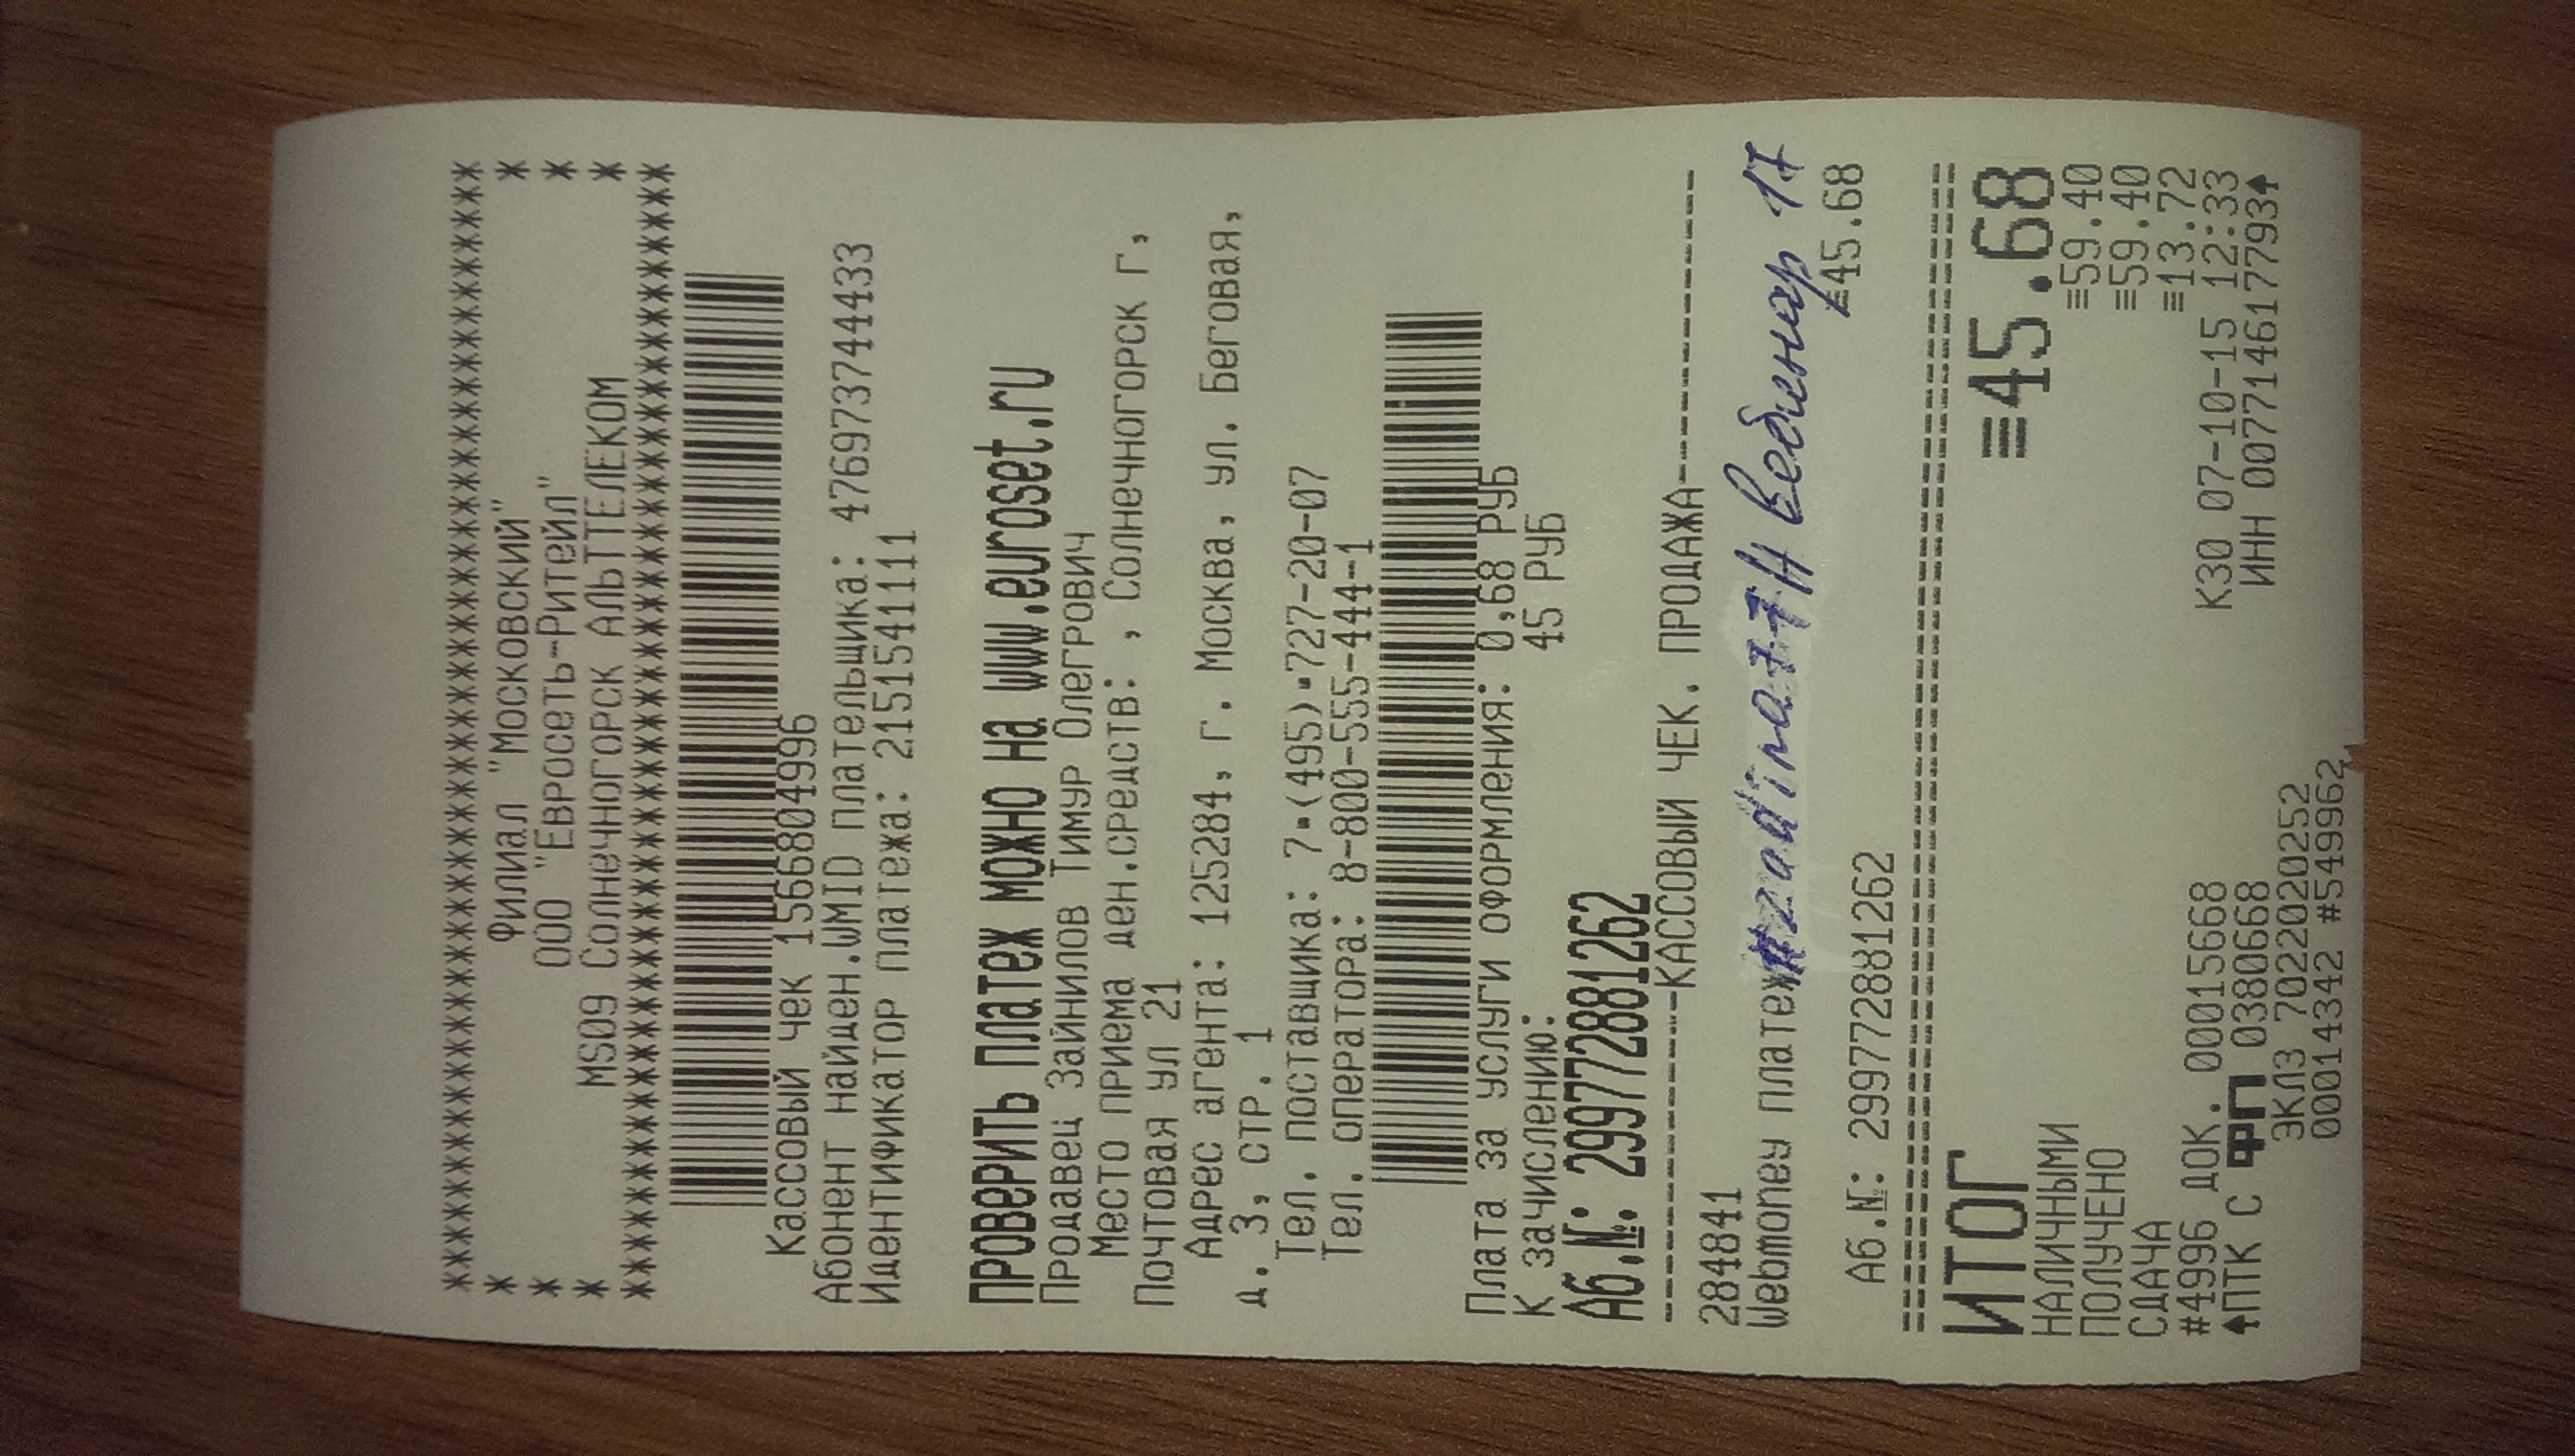 ******************************
* Филиал "Московский" *
* ООО "Евросеть-Ритейл" *
* MS09 Солнечногорск АльТТЕЛЕКОМ *
******************************
Кассовый чек 1566804996
Абонент найден.WMID плательщика: 476973744433
Идентификатор платежа: 2151541111
ПРОВЕРИТЬ ПЛАТЕЖ МОЖНО НА www.euroset.ru
Продавец Зайнилов Тимур Олегрович
Место приема ден.средств: , Солнечногорск г,
Почтовая ул 21
Адрес агента: 125284, г. Москва, ул. Беговая,
д. 3, стр. 1
Тел. поставщика: 7-(495)-727-20-07
Тел. оператора: 8-800-555-444-1
Плата за услуги оформления: 0,68 РУБ
К зачислению: 45 РУБ
Аб.№: 299772881262
-------КАССОВЫЙ ЧЕК. ПРОДАЖА-------
284841
Webmoney платеж вебинар 17
≡45.68
Аб.№: 299772881262
ИТОГ ≡45.68
НАЛИЧНЫМИ ≡59.40
ПОЛУЧЕНО ≡59.40
СДАЧА ≡13.72
#4996 ДОК. 00015668 К30 07-10-15 12:33
ПТК С ФП 0380668 ИНН 007714617793
ЭКЛЗ 7022020252
00014342 #549962